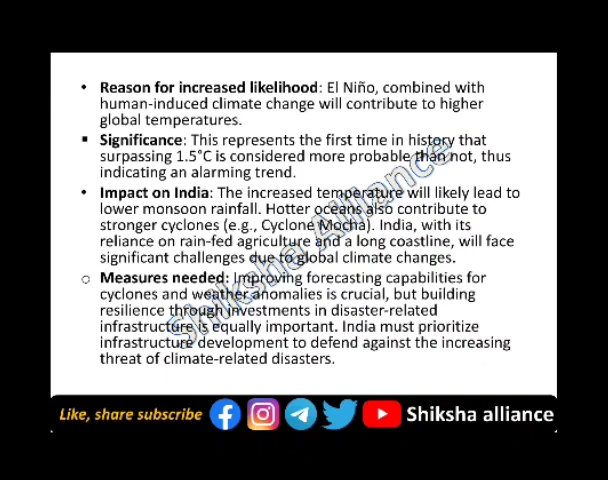 • Reason for increased likelihood: El Niño, combined with
human-induced climate change will contribute to higher
global temperatures.
▪ Significance: This represents the first time in history that
surpassing 1.5°C is considered more probable than not, thus
indicating an alarming trend.
• Impact on India: The increased temperature will likely lead to
lower monsoon rainfall. Hotter oceans also contribute to
stronger cyclones (e.g., Cyclone Mocha). India, with its
reliance on rain-fed agriculture and a long coastline, will face
significant challenges due to global climate changes.
○ Measures needed: Improving forecasting capabilities for
cyclones and weather anomalies is crucial, but building
resilience through investments in disaster-related
infrastructure is equally important. India must prioritize
infrastructure development to defend against the increasing
threat of climate-related disasters.
Shiksha Alliance
Like, share subscribe Shiksha alliance